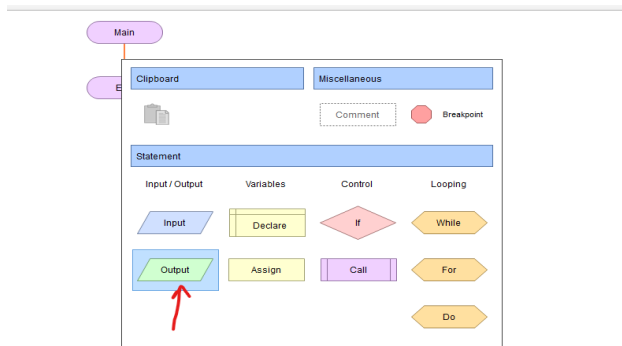 Main
E
Clipboard
Miscellaneous
Comment
Breakpoint
Statement
Input / Output
Variables
Control
Looping
Input
Declare
If
While
Output
Assign
Call
For
Do